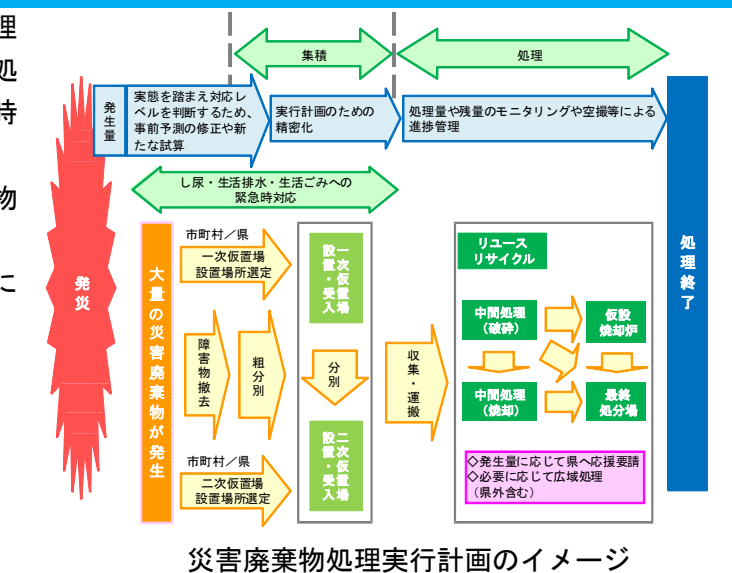 理
処
時
物
に
集積
処理
発災
発生量
実態を踏まえ対応レ
ベルを判断するため、
事前予測の修正や新
たな試算
実行計画のための
精密化
処理量や残量のモニタリングや空撮等による
進捗管理
し尿・生活排水・生活ごみへの
緊急時対応
大量の災害廃棄物が発生
市町村／県
一次仮置場
設置場所選定
障害物撤去
粗分別
市町村／県
二次仮置場
設置場所選定
一次仮置場
設置・受入
分別
二次仮置場
設置・受入
収集・運搬
リユース
リサイクル
中間処理
（破砕）
仮設
焼却炉
中間処理
（焼却）
最終
処分場
◇発生量に応じて県へ応援要請
◇必要に応じて広域処理
（県外含む）
処理終了
災害廃棄物処理実行計画のイメージ